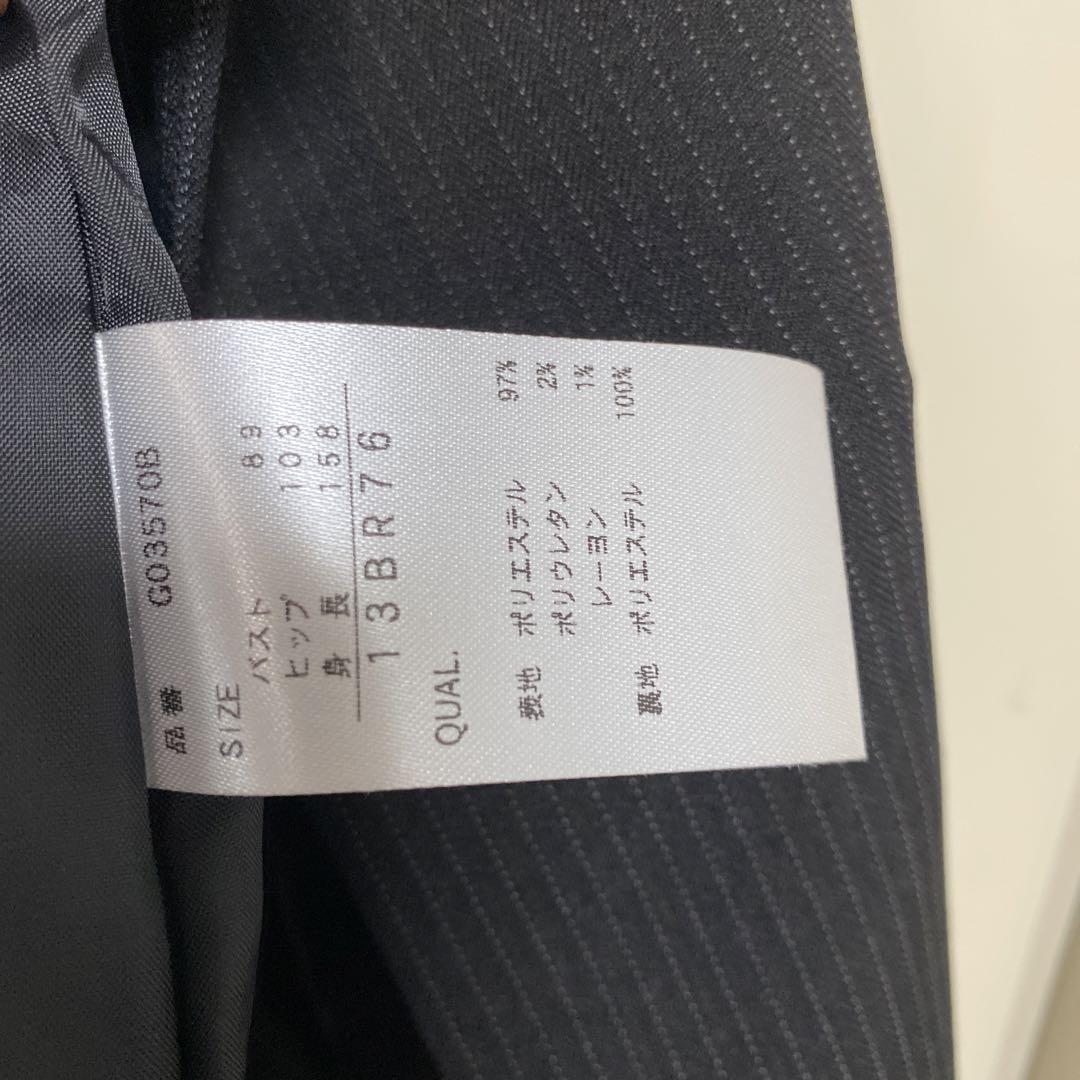 品番 G03570B
SIZE
バスト 89
ヒップ 103
身長 158
13BR76
QUAL.
表地 ポリエステル 97%
ポリウレタン 2%
レーヨン 1%
裏地 ポリエステル 100%